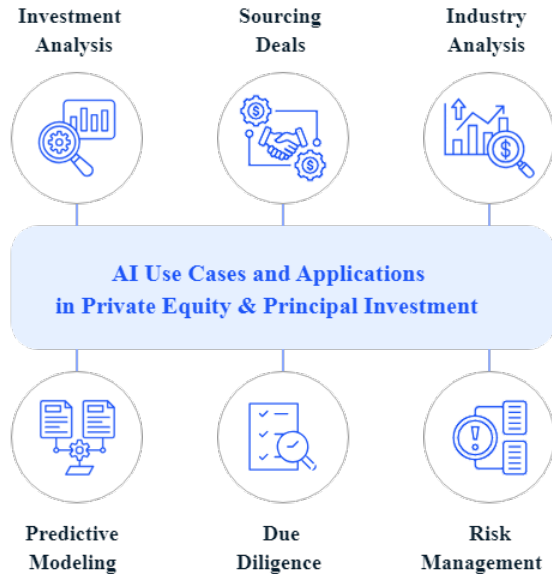 Investment
Analysis
Sourcing
Deals
Industry
Analysis
AI Use Cases and Applications
in Private Equity & Principal Investment
Predictive
Modeling
Due
Diligence
Risk
Management